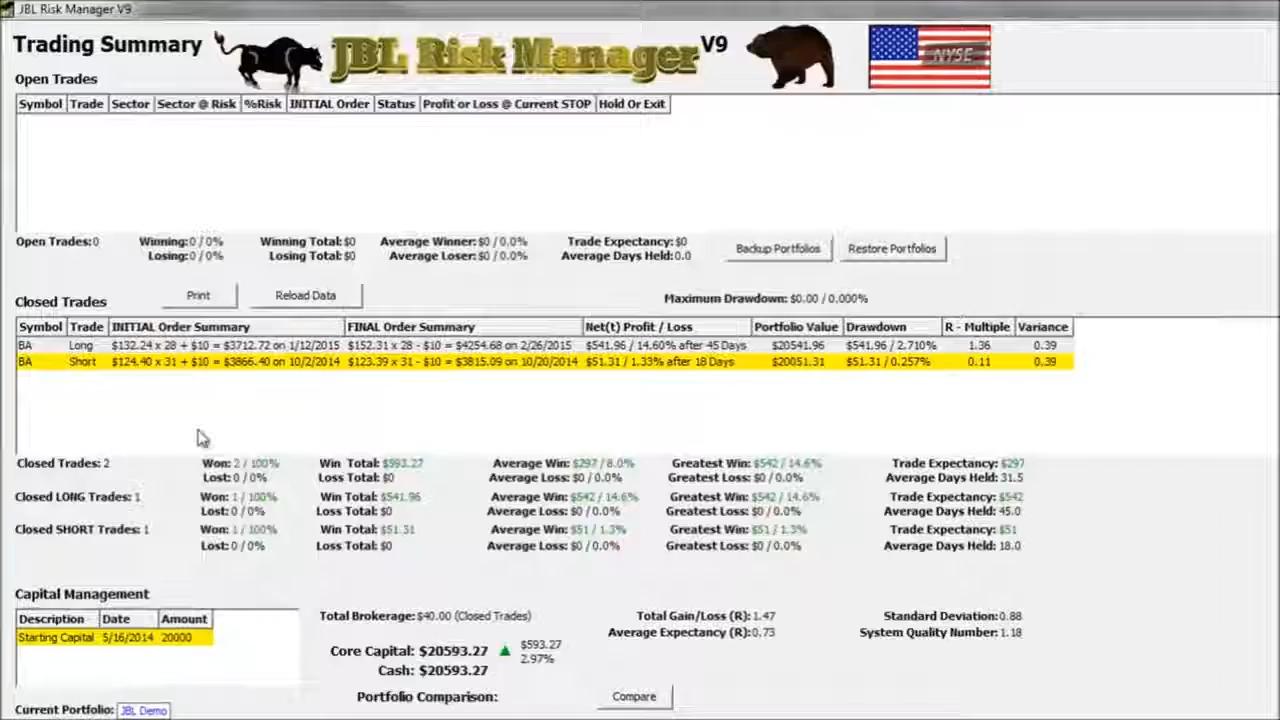 JBL Risk Manager V9
Trading Summary JBL Risk Manager V9 NYSE
Open Trades
Symbol Trade Sector Sector @ Risk %Risk INITIAL Order Status Profit or Loss @ Current STOP Hold Or Exit
Open Trades:0 Winning:0 / 0% Winning Total:$0 Average Winner:$0 / 0.0% Trade Expectancy:$0 Backup Portfolios Restore Portfolios
Losing:0 / 0% Losing Total:$0 Average Loser:$0 / 0.0% Average Days Held:0.0
Closed Trades Print Reload Data Maximum Drawdown: $0.00 / 0.000%
Symbol Trade INITIAL Order Summary FINAL Order Summary Net(t) Profit / Loss Portfolio Value Drawdown R - Multiple Variance
BA Long $132.24 x 28 + $10 = $3712.72 on 1/12/2015 $152.31 x 28 - $10 = $4254.68 on 2/26/2015 $541.96 / 14.60% after 45 Days $20541.96 $541.96 / 2.710% 1.36 0.39
BA Short $124.40 x 31 + $10 = $3866.40 on 10/2/2014 $123.39 x 31 - $10 = $3815.09 on 10/20/2014 $51.31 / 1.33% after 18 Days $20051.31 $51.31 / 0.257% 0.11 0.39
Closed Trades: 2 Won: 2 / 100% Win Total: $593.27 Average Win: $297 / 8.0% Greatest Win: $542 / 14.6% Trade Expectancy: $297
Lost: 0 / 0% Loss Total: $0 Average Loss: $0 / 0.0% Greatest Loss: $0 / 0.0% Average Days Held: 31.5
Closed LONG Trades: 1 Won: 1 / 100% Win Total: $541.96 Average Win: $542 / 14.6% Greatest Win: $542 / 14.6% Trade Expectancy: $542
Lost: 0 / 0% Loss Total: $0 Average Loss: $0 / 0.0% Greatest Loss: $0 / 0.0% Average Days Held: 45.0
Closed SHORT Trades: 1 Won: 1 / 100% Win Total: $51.31 Average Win: $51 / 1.3% Greatest Win: $51 / 1.3% Trade Expectancy: $51
Lost: 0 / 0% Loss Total: $0 Average Loss: $0 / 0.0% Greatest Loss: $0 / 0.0% Average Days Held: 18.0
Capital Management
Description Date Amount Total Brokerage: $40.00 (Closed Trades) Total Gain/Loss (R): 1.47 Standard Deviation: 0.88
Starting Capital 5/16/2014 20000 Average Expectancy (R):0.73 System Quality Number: 1.18
Core Capital: $20593.27 $593.27
2.97%
Cash: $20593.27
Portfolio Comparison: Compare
Current Portfolio: JBL Demo